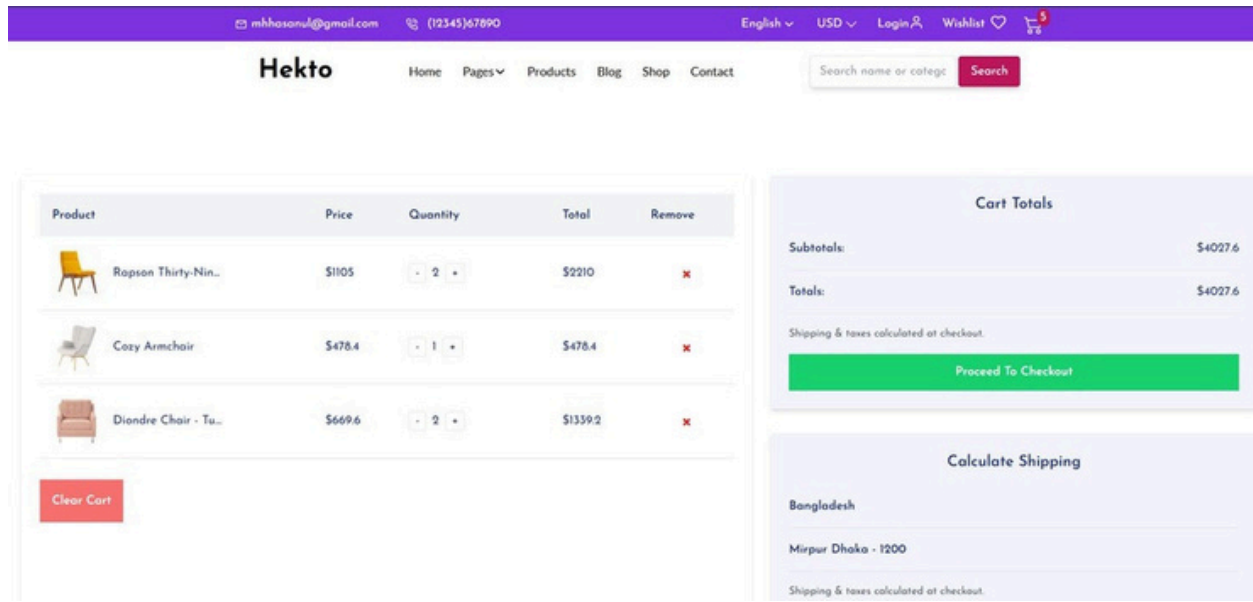 mhhasanul@gmail.com (12345)67890 English USD Login Wishlist 5
Hekto Home Pages Products Blog Shop Contact Search name or catego Search
Product Price Quantity Total Remove
Rapson Thirty-Nin... $1105 - 2 + $2210 x
Cozy Armchair $478.4 - 1 + $478.4 x
Diondre Chair - Tu... $669.6 - 2 + $1339.2 x
Clear Cart
Cart Totals
Subtotals: $4027.6
Totals: $4027.6
Shipping & taxes calculated at checkout.
Proceed To Checkout
Calculate Shipping
Bangladesh
Mirpur Dhaka - 1200
Shipping & taxes calculated at checkout.